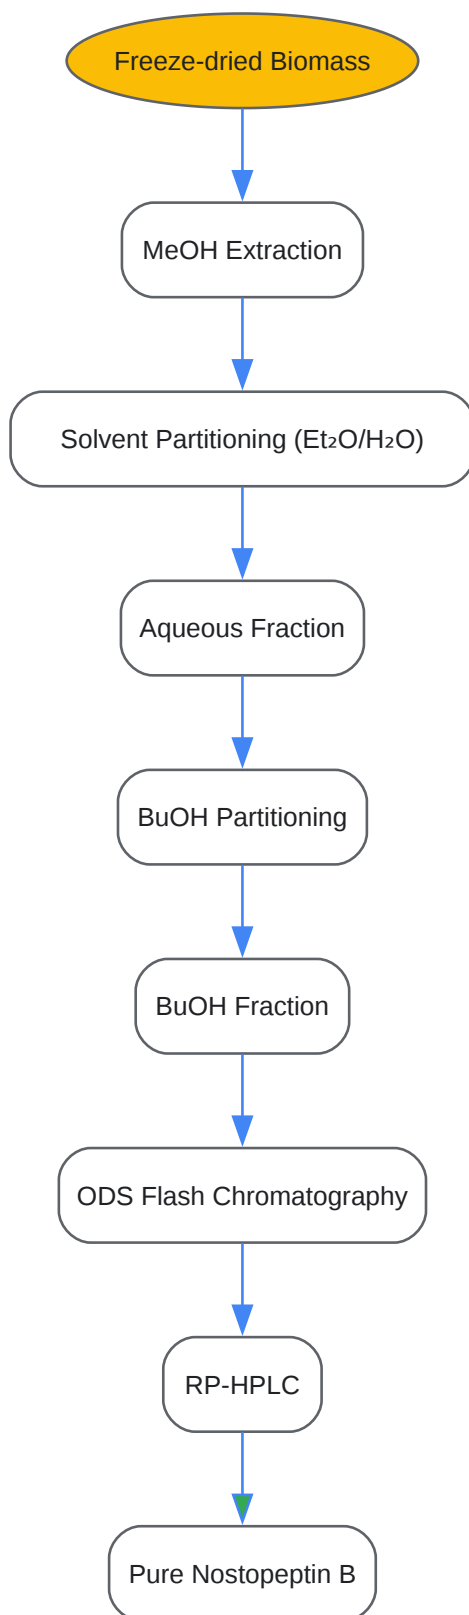 Freeze-dried Biomass
MeOH Extraction
Solvent Partitioning (Et₂O/H₂O)
Aqueous Fraction
BuOH Partitioning
BuOH Fraction
ODS Flash Chromatography
RP-HPLC
Pure Nostopeptin B